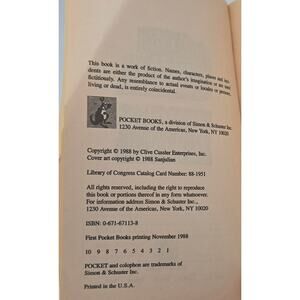 This book is a work of fiction. Names, characters, places and inci-
dents are either the product of the author's imagination or are used
fictitiously. Any resemblance to actual events or locales or persons,
living or dead, is entirely coincidental.
POCKET BOOKS, a division of Simon & Schuster Inc.
1230 Avenue of the Americas, New York, NY 10020
Copyright © 1988 by Clive Cussler Enterprises, Inc.
Cover art copyright © 1988 Sanjulian
Library of Congress Catalog Card Number: 88-1951
All rights reserved, including the right to reproduce
this book or portions thereof in any form whatsoever.
For information address Simon & Schuster Inc.,
1230 Avenue of the Americas, New York, NY 10020
ISBN: 0-671-67113-8
First Pocket Books printing November 1988
10 9 8 7 6 5 4 3 2 1
POCKET and colophon are trademarks of
Simon & Schuster Inc.
Printed in the U.S.A.